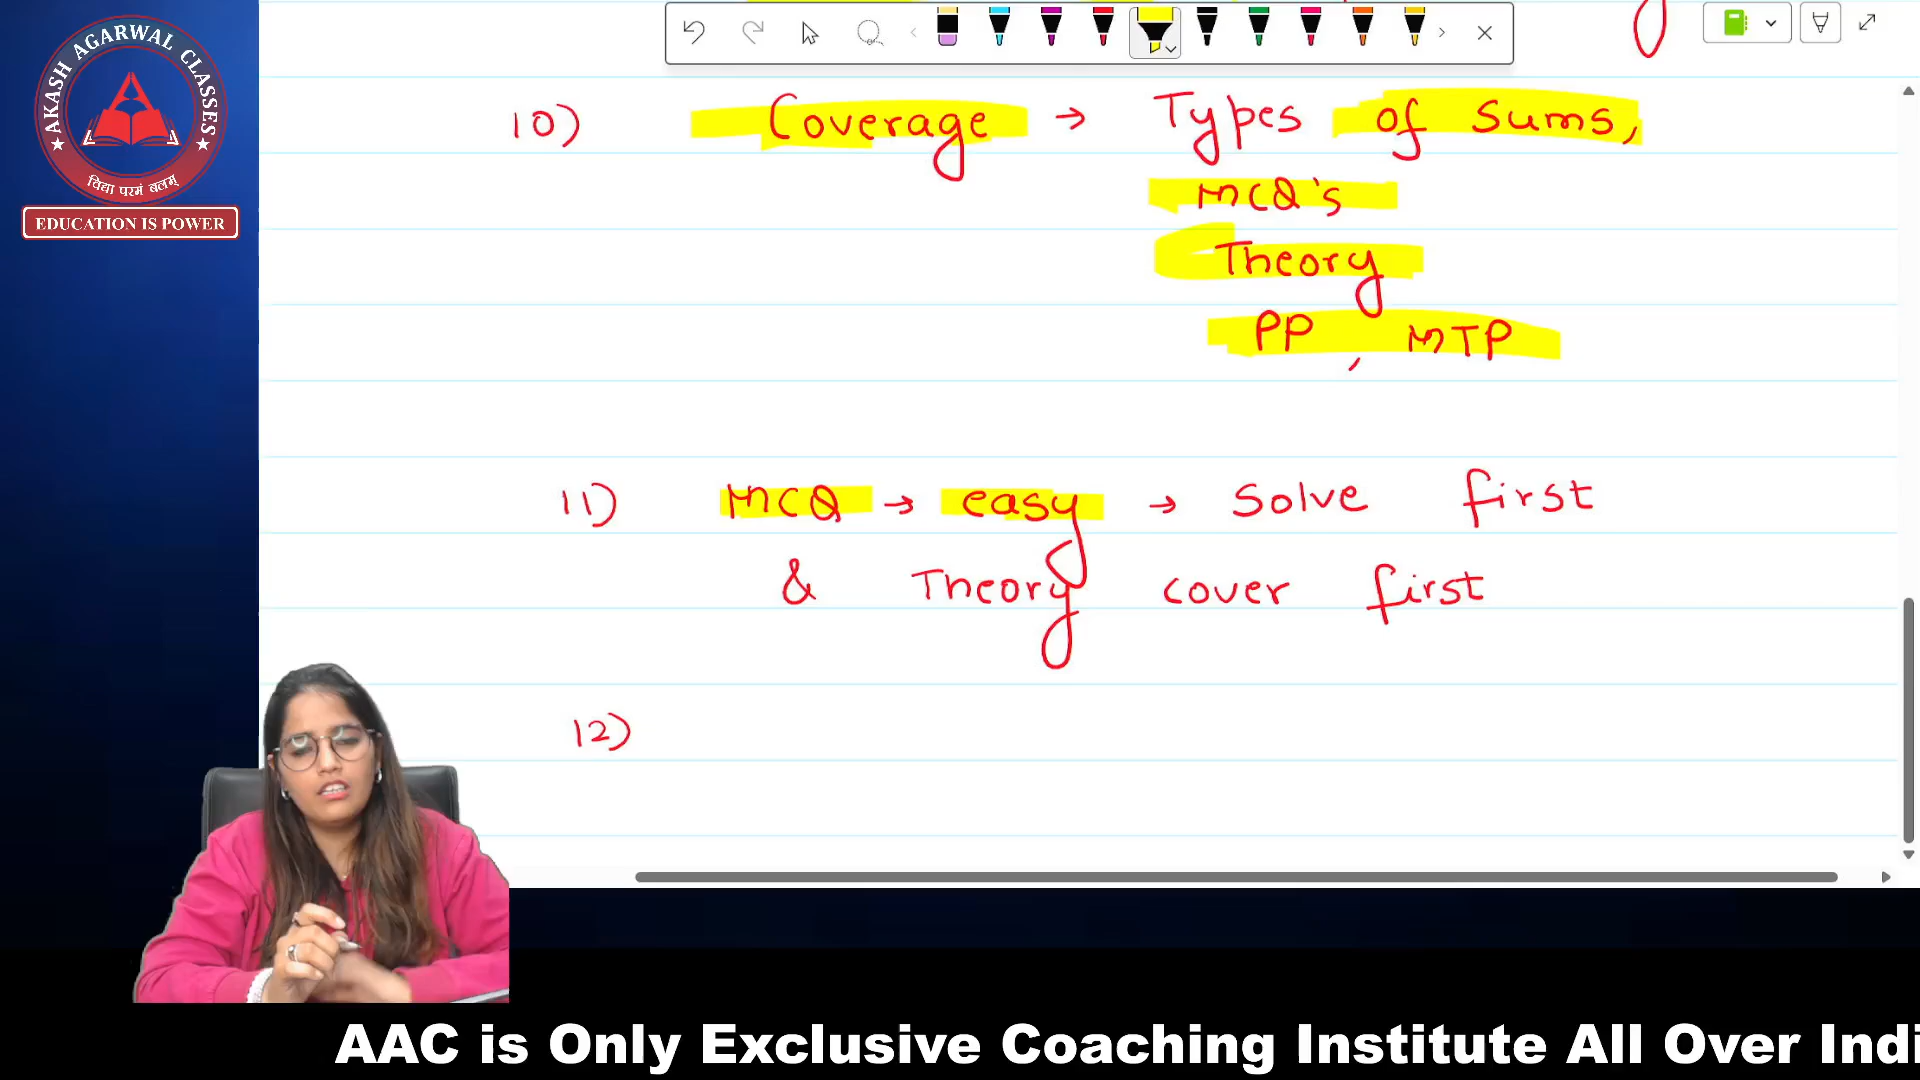 AKASH AGARWAL CLASSES
विद्या परमं बलम्
EDUCATION IS POWER
10) Coverage → Types of Sums,
MCQ's
Theory
PP, MTP
11) MCQ → easy → Solve first
& Theory cover first
12)
AAC is Only Exclusive Coaching Institute All Over Indi